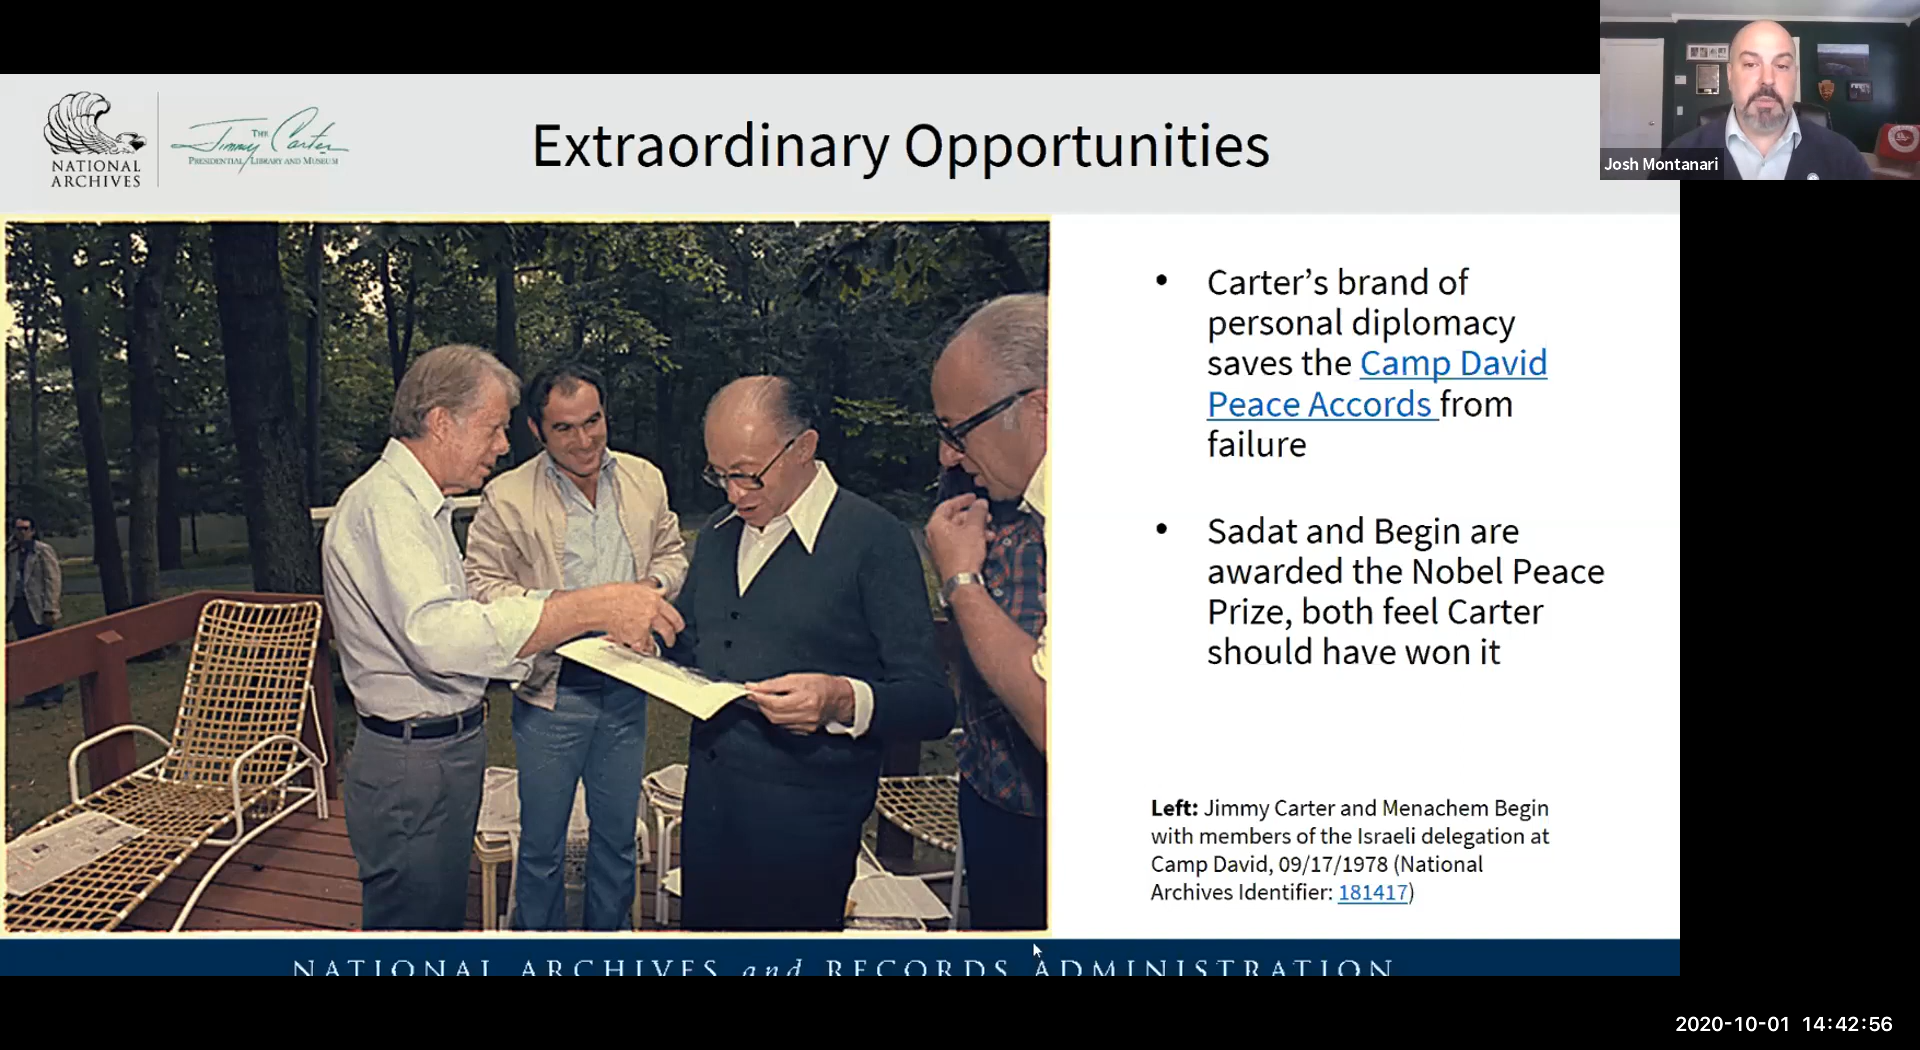 NATIONAL
ARCHIVES
THE
Jimmy Carter
PRESIDENTIAL LIBRARY AND MUSEUM
Extraordinary Opportunities
Josh Montanari
• Carter’s brand of
personal diplomacy
saves the Camp David
Peace Accords from
failure
• Sadat and Begin are
awarded the Nobel Peace
Prize, both feel Carter
should have won it
Left: Jimmy Carter and Menachem Begin
with members of the Israeli delegation at
Camp David, 09/17/1978 (National
Archives Identifier: 181417)
NATIONAL ARCHIVES and RECORDS ADMINISTRATION
2020-10-01 14:42:56